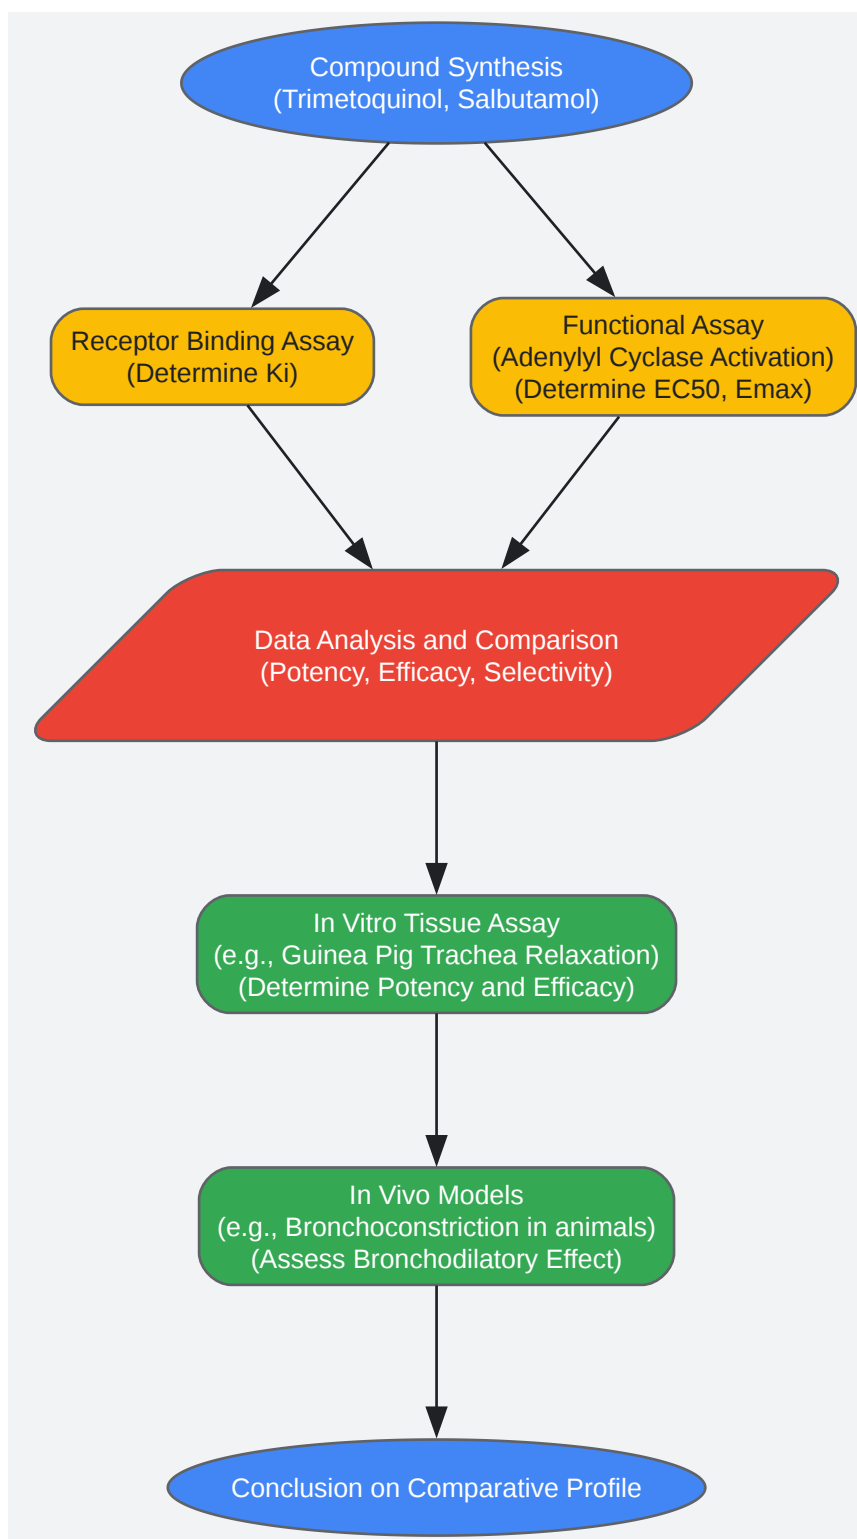 Compound Synthesis
(Trimetoquinol, Salbutamol)
Receptor Binding Assay
(Determine Ki)
Functional Assay
(Adenylyl Cyclase Activation)
(Determine EC50, Emax)
Data Analysis and Comparison
(Potency, Efficacy, Selectivity)
In Vitro Tissue Assay
(e.g., Guinea Pig Trachea Relaxation)
(Determine Potency and Efficacy)
In Vivo Models
(e.g., Bronchoconstriction in animals)
(Assess Bronchodilatory Effect)
Conclusion on Comparative Profile